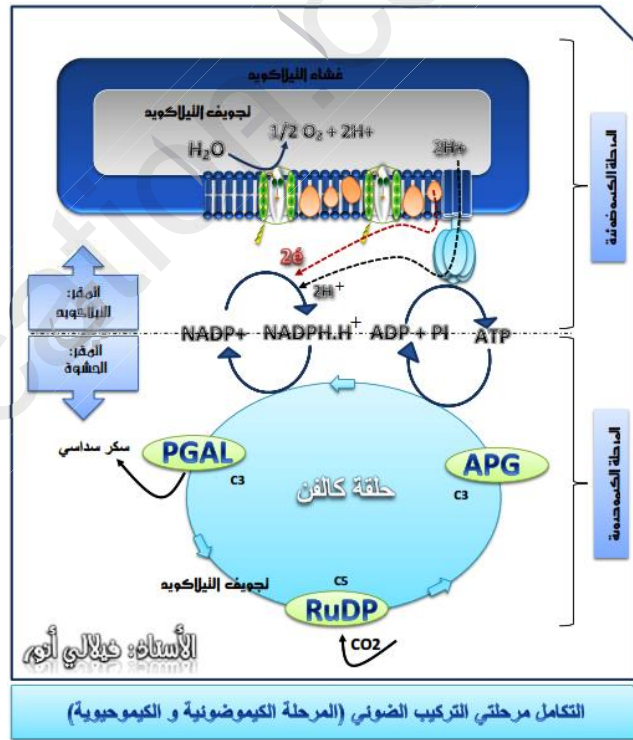 غشاء التيلاكويد
تجويف التيلاكويد
H₂O
1/2 O₂ + 2H+
2H+
المرحلة الكيموضوئية
2é
2H⁺
المقر:
التيلاكويد
NADP+ NADPH.H⁺ ADP + PI ATP
المقر:
الحشوة
سكر سداسي
PGAL
C3
حلقة كالفن
APG
C3
المرحلة الكيموحيوية
تجويف التيلاكويد
C5
RuDP
CO2
الأستاذ: خيلالي أنور
التكامل مرحلتي التركيب الضوئي (المرحلة الكيموضوئية و الكيموحيوية)